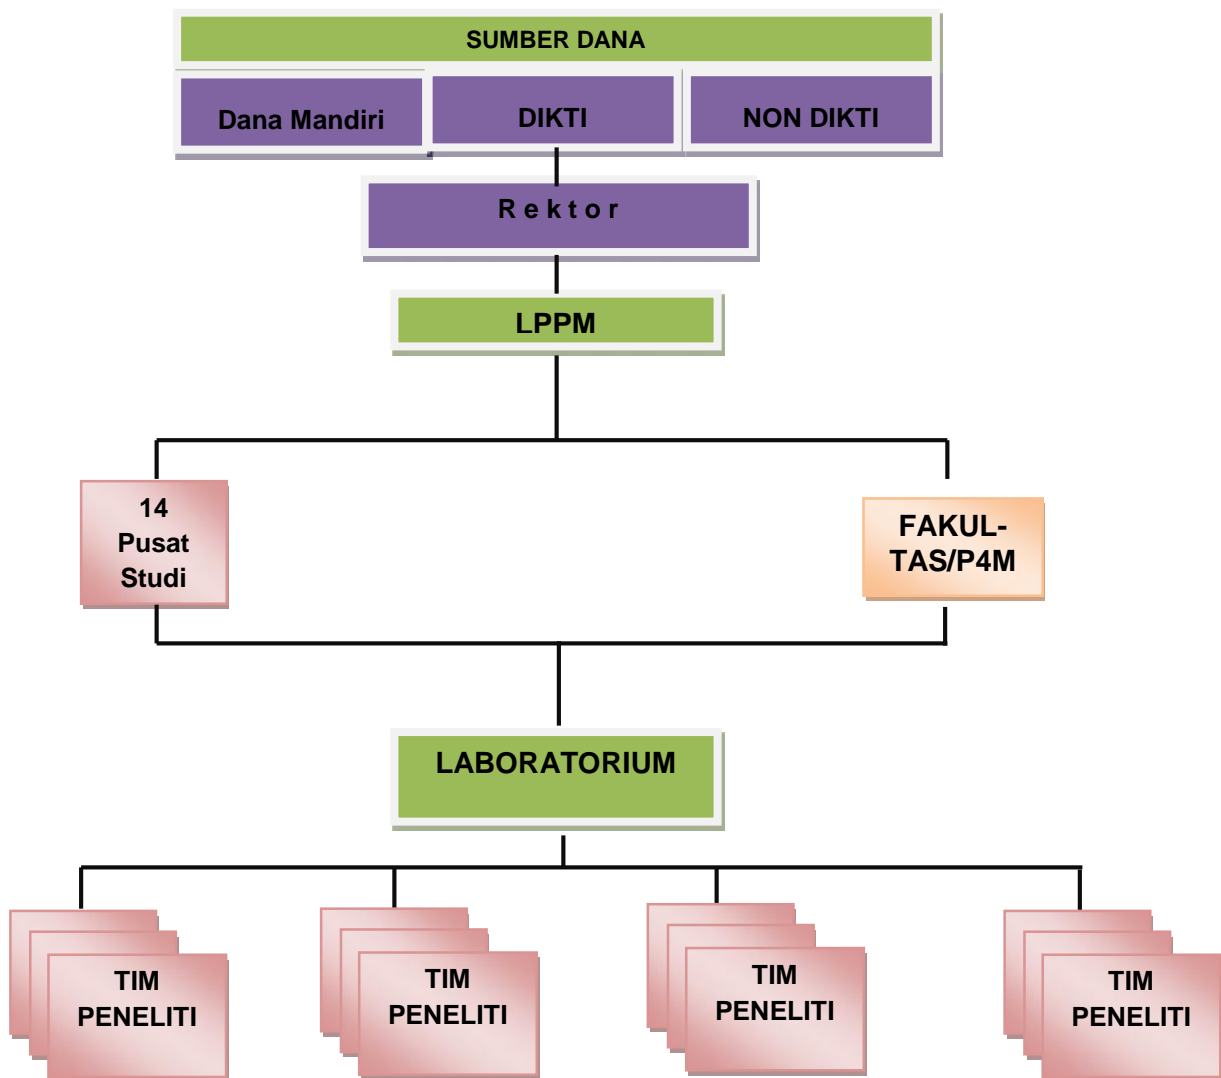 SUMBER DANA
Dana Mandiri
DIKTI
NON DIKTI
R e k t o r
LPPM
14
Pusat
Studi
FAKUL-
TAS/P4M
LABORATORIUM
TIM
PENELITI
TIM
PENELITI
TIM
PENELITI
TIM
PENELITI